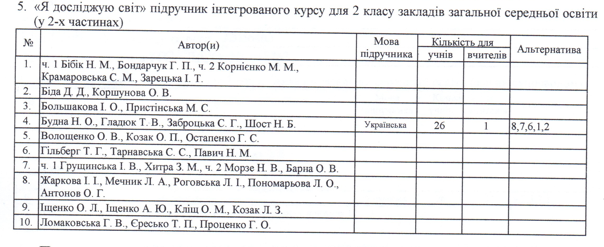 5. «Я досліджую світ» підручник інтегрованого курсу для 2 класу закладів загальної середньої освіти
(у 2-х частинах)
№ Автор(и) Мова підручника Кількість для учнів вчителів Альтернатива
1. ч. 1 Бібік Н. М., Бондарчук Г. П., ч. 2 Корнієнко М. М.,
Крамаровська С. М., Зарецька І. Т.
2. Біда Д. Д., Коршунова О. В.
3. Большакова І. О., Пристінська М. С.
4. Будна Н. О., Гладюк Т. В., Заброцька С. Г., Шост Н. Б. Українська 26 1 8,7,6,1,2
5. Волощенко О. В., Козак О. П., Остапенко Г. С.
6. Гільберг Т. Г., Тарнавська С. С., Павич Н. М.
7. ч. 1 Грущинська І. В., Хитра З. М., ч. 2 Морзе Н. В., Барна О. В.
8. Жаркова І. І., Мечник Л. А., Роговська Л. І., Пономарьова Л. О.,
Антонов О. Г.
9. Іщенко О. Л., Іщенко А. Ю., Кліщ О. М., Козак Л. З.
10. Ломаковська Г. В., Єресько Т. П., Проценко Г. О.